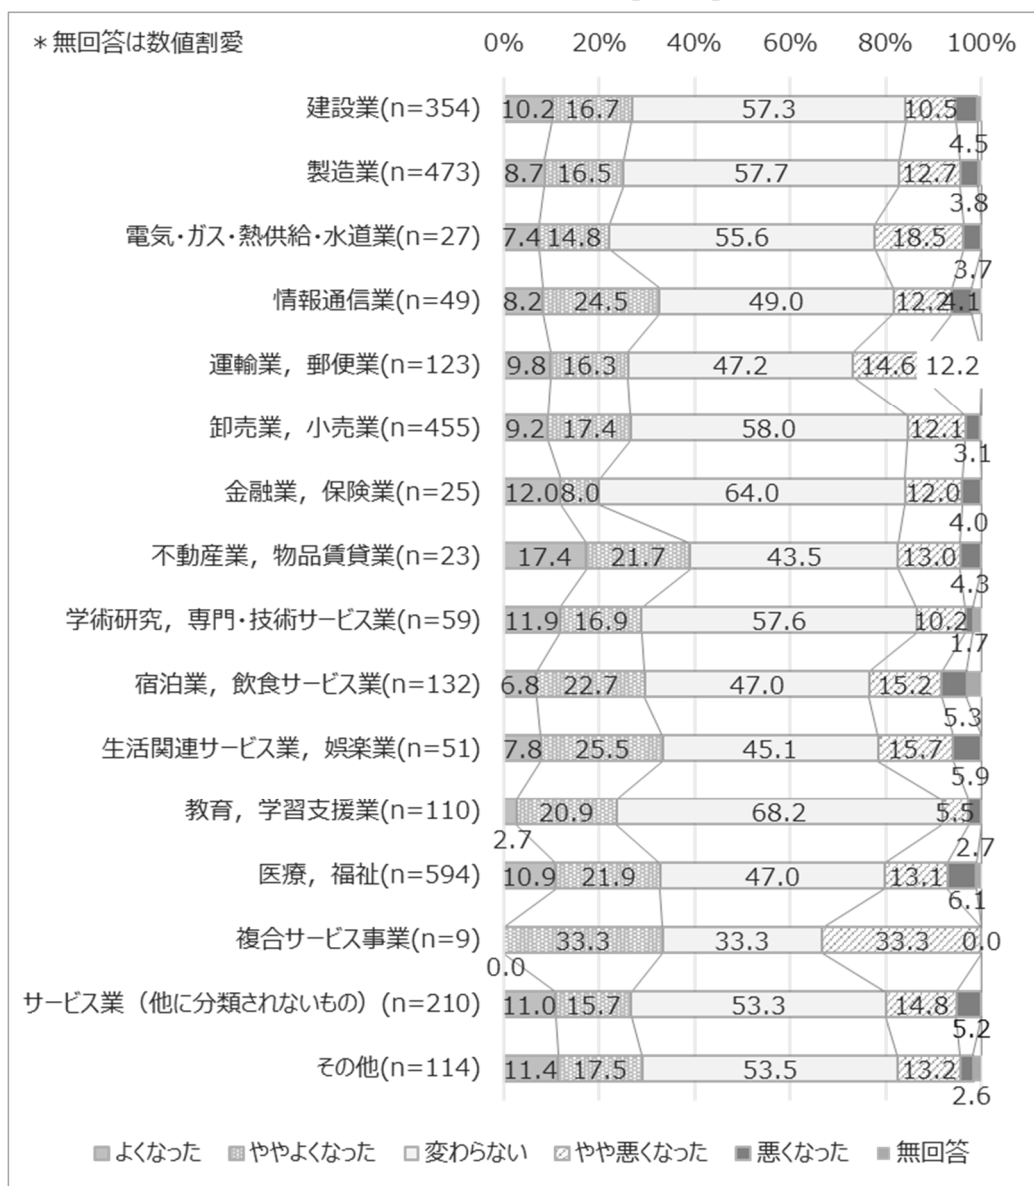 ＊無回答は数値割愛
0% 20% 40% 60% 80% 100%
建設業(n=354) 10.2 16.7 57.3 10.5 4.5
製造業(n=473) 8.7 16.5 57.7 12.7 3.8
電気・ガス・熱供給・水道業(n=27) 7.4 14.8 55.6 18.5 3.7
情報通信業(n=49) 8.2 24.5 49.0 12.2 4.1
運輸業，郵便業(n=123) 9.8 16.3 47.2 14.6 12.2
卸売業，小売業(n=455) 9.2 17.4 58.0 12.1 3.1
金融業，保険業(n=25) 12.0 8.0 64.0 12.0 4.0
不動産業，物品賃貸業(n=23) 17.4 21.7 43.5 13.0 4.3
学術研究，専門・技術サービス業(n=59) 11.9 16.9 57.6 10.2 1.7
宿泊業，飲食サービス業(n=132) 6.8 22.7 47.0 15.2 5.3
生活関連サービス業，娯楽業(n=51) 7.8 25.5 45.1 15.7 5.9
教育，学習支援業(n=110) 2.7 20.9 68.2 5.5 2.7
医療，福祉(n=594) 10.9 21.9 47.0 13.1 6.1
複合サービス事業(n=9) 0.0 33.3 33.3 33.3 0.0
サービス業（他に分類されないもの）(n=210) 11.0 15.7 53.3 14.8 5.2
その他(n=114) 11.4 17.5 53.5 13.2 2.6
よくなった ややよくなった 変わらない やや悪くなった 悪くなった 無回答